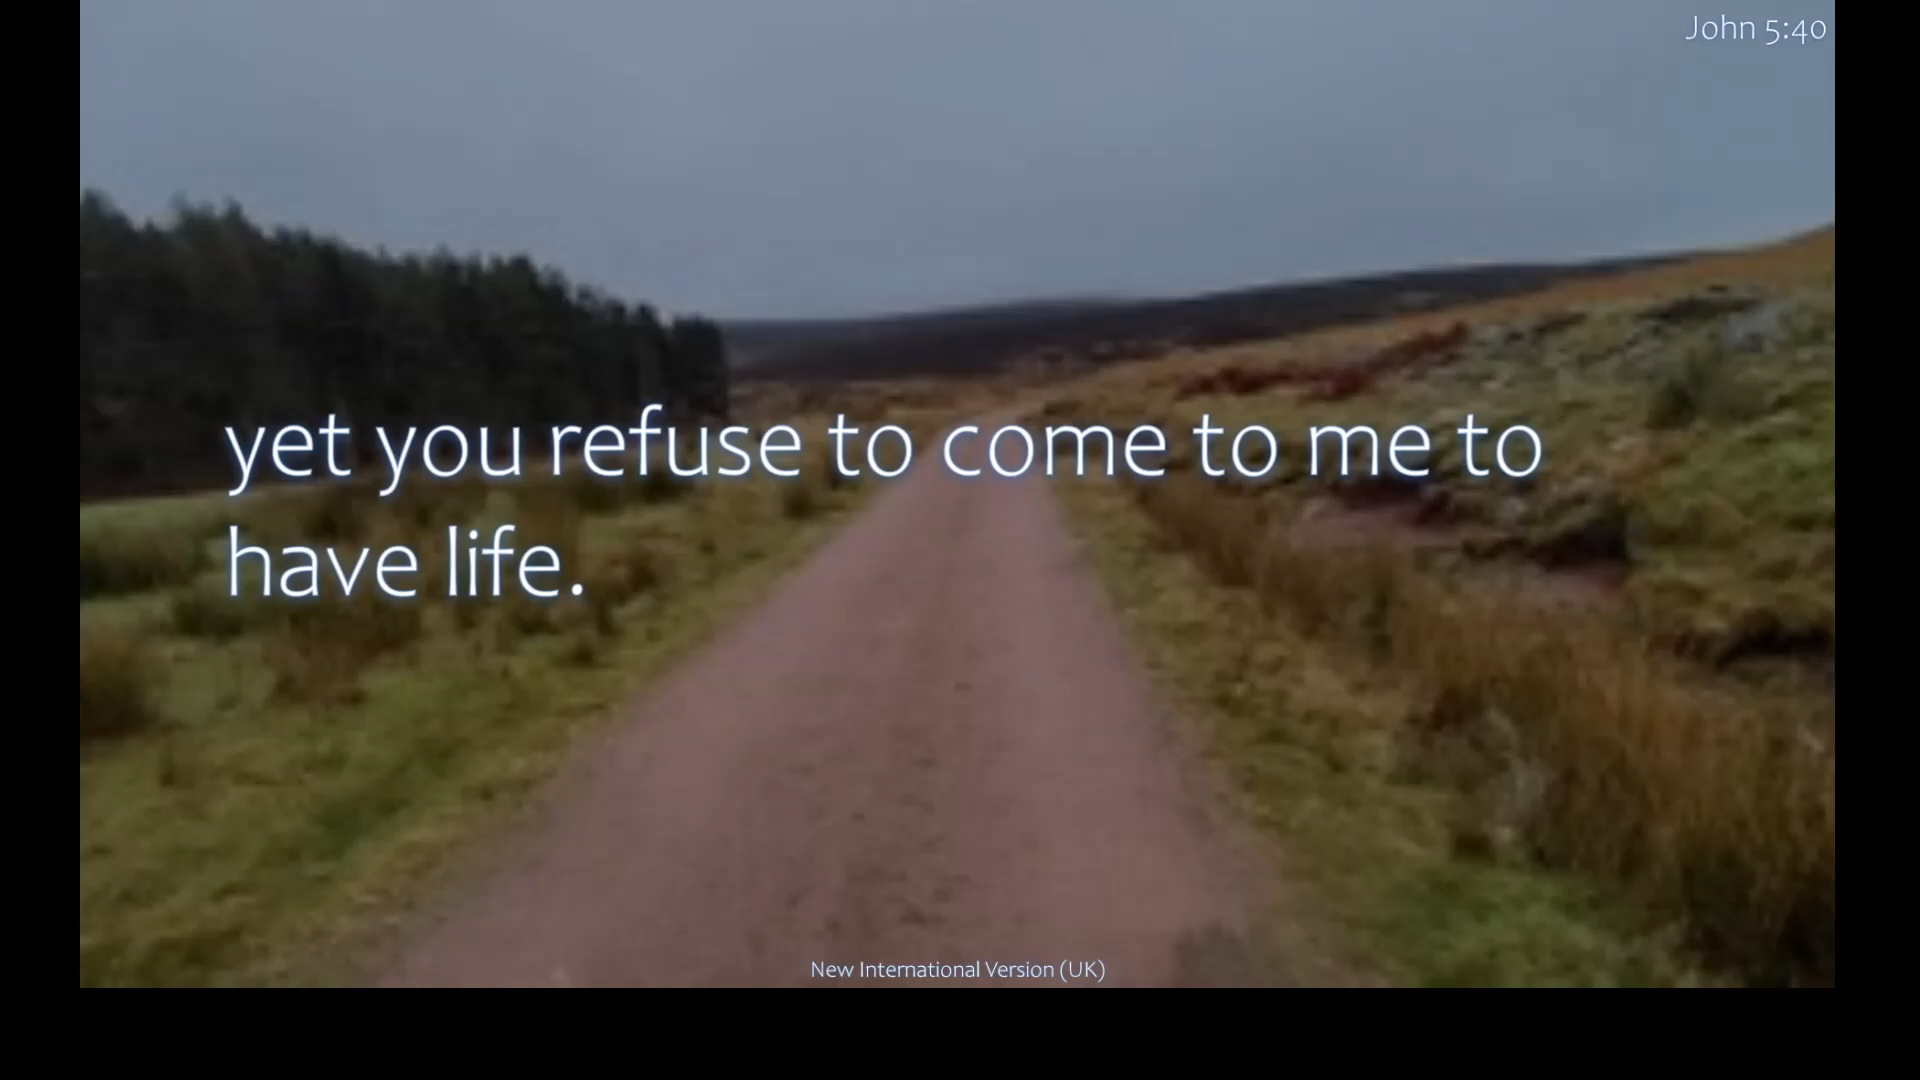 John 5:40
yet you refuse to come to me to
have life.
New International Version (UK)